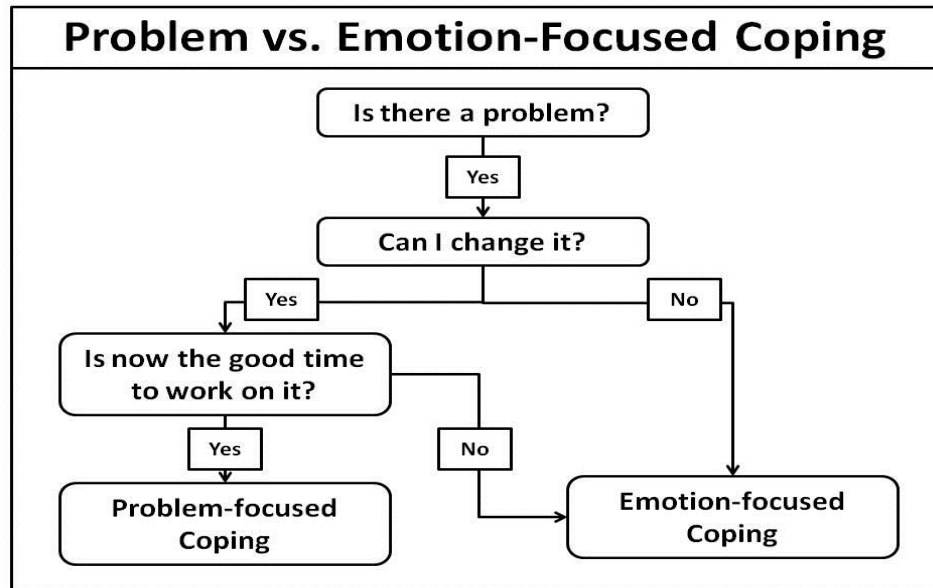 Problem vs. Emotion-Focused Coping
Is there a problem?
Yes
Can I change it?
Yes
No
Is now the good time
to work on it?
Yes
No
Problem-focused
Coping
Emotion-focused
Coping